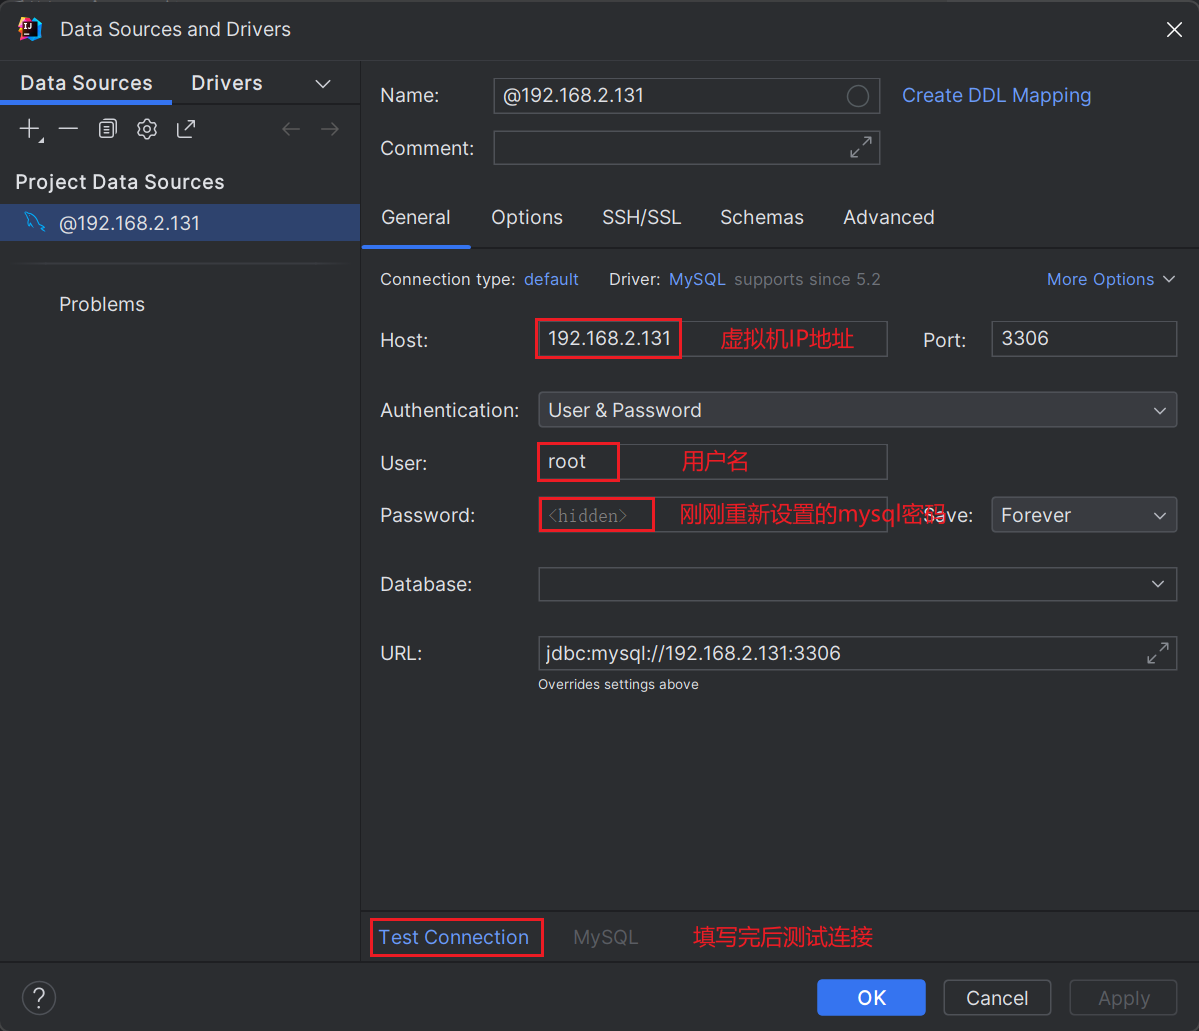 Data Sources and Drivers
Data Sources
Drivers
Project Data Sources
@192.168.2.131
Problems
Name:
@192.168.2.131
Create DDL Mapping
Comment:
General
Options
SSH/SSL
Schemas
Advanced
Connection type: default
Driver: MySQL supports since 5.2
More Options
Host:
192.168.2.131
虚拟机IP地址
Port:
3306
Authentication:
User & Password
User:
root
用户名
Password:
<hidden>
刚刚重新设置的mysql密码
Save:
Forever
Database:
URL:
jdbc:mysql://192.168.2.131:3306
Overrides settings above
Test Connection
MySQL
填写完后测试连接
?
OK
Cancel
Apply